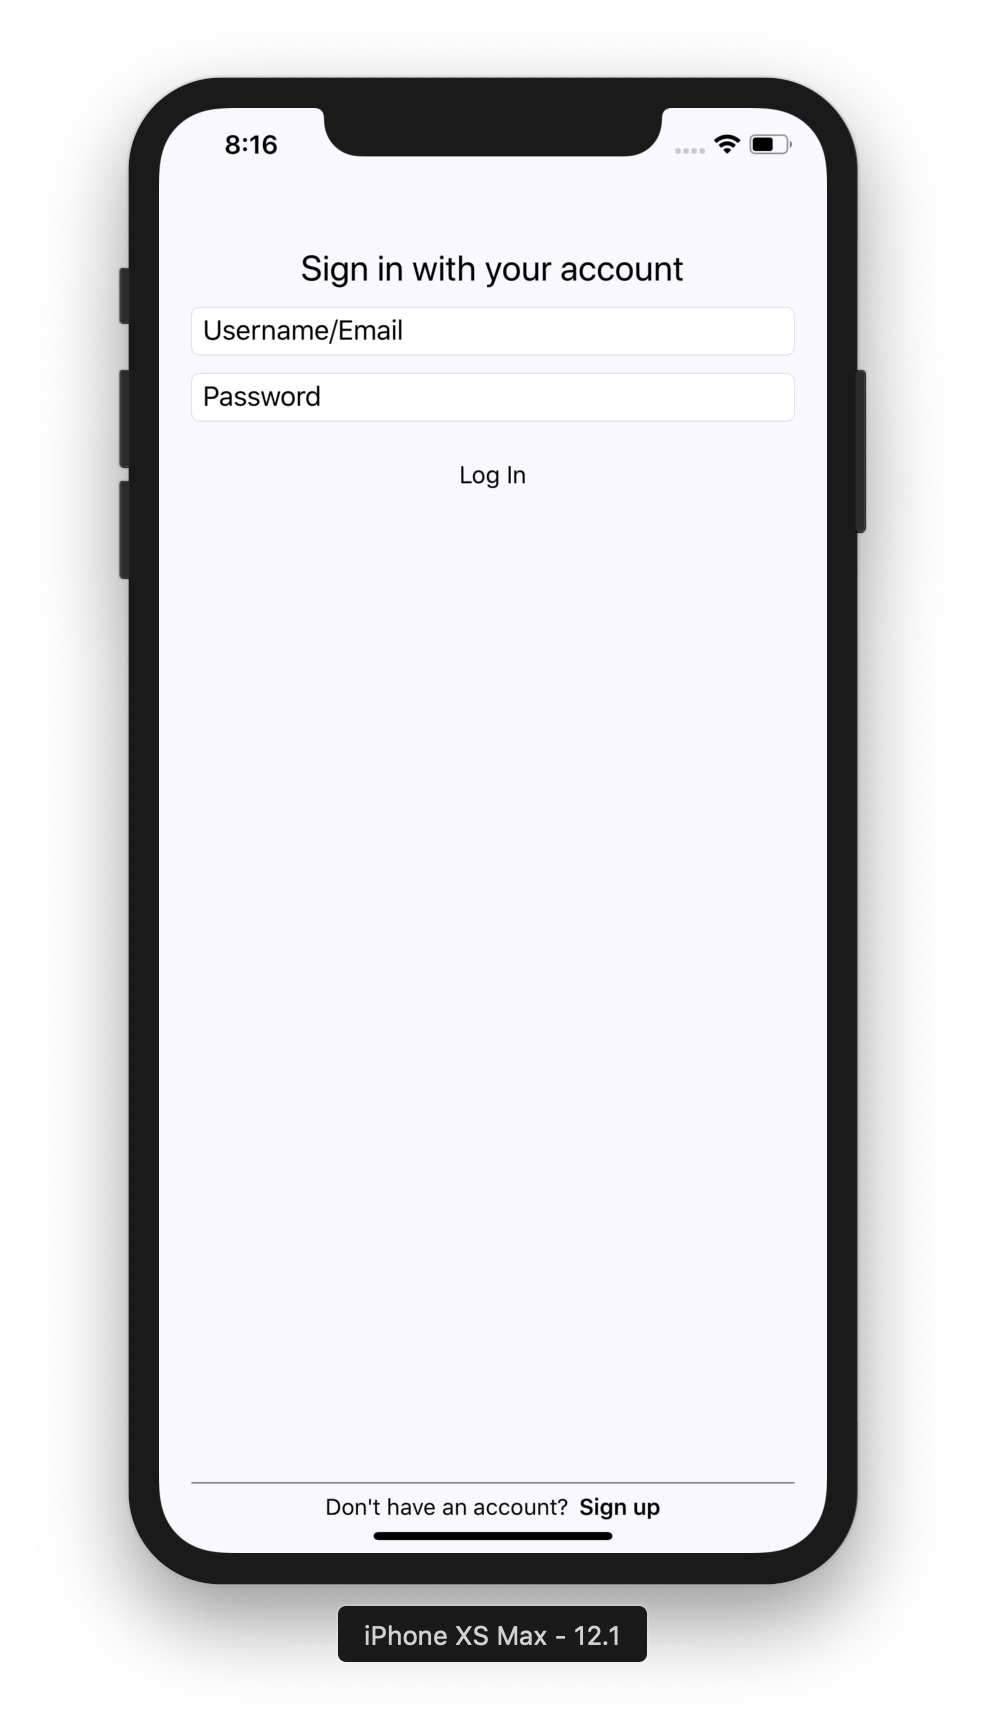 8:16
Sign in with your account
Username/Email
Password
Log In
Don't have an account? Sign up
iPhone XS Max - 12.1